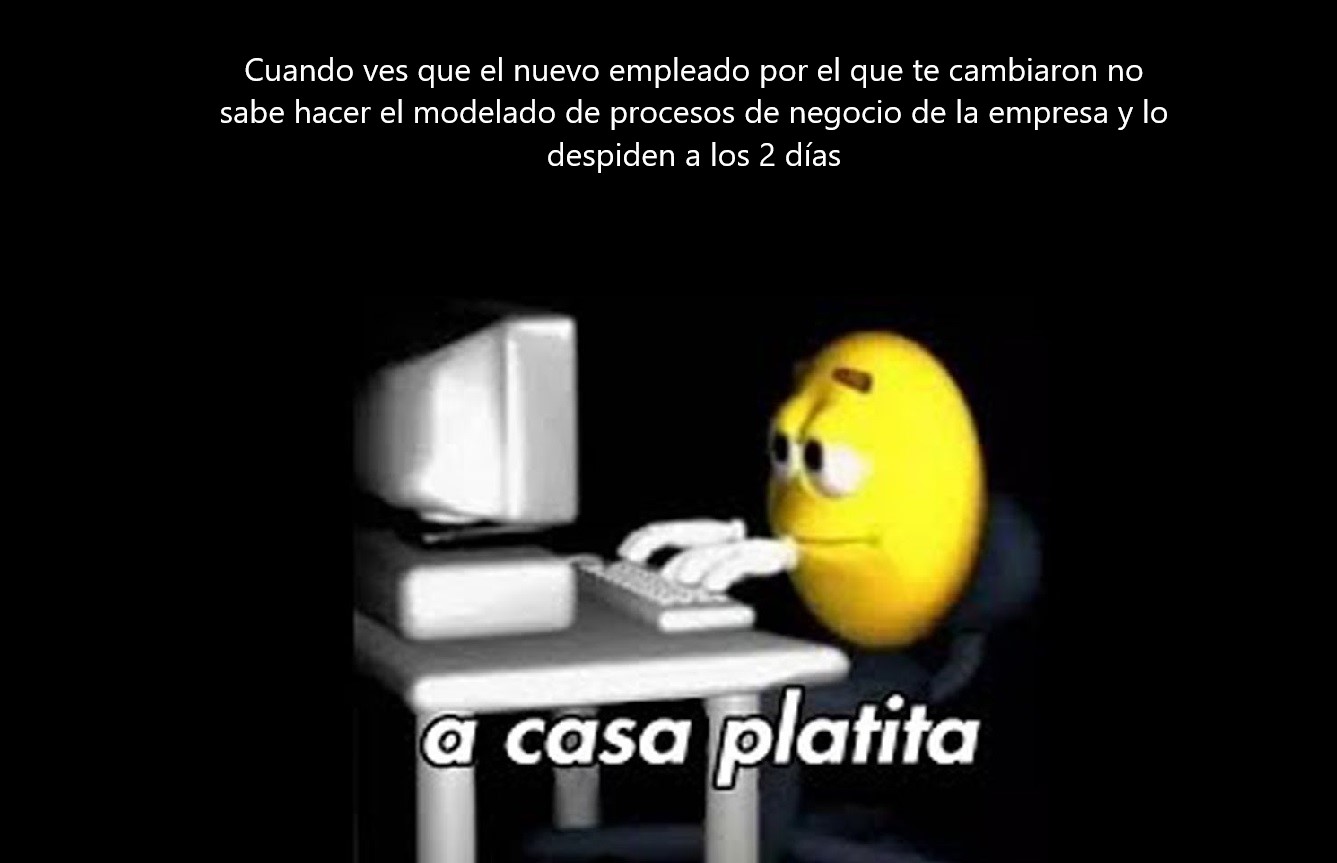 Cuando ves que el nuevo empleado por el que te cambiaron no
sabe hacer el modelado de procesos de negocio de la empresa y lo
despiden a los 2 días
a casa platita